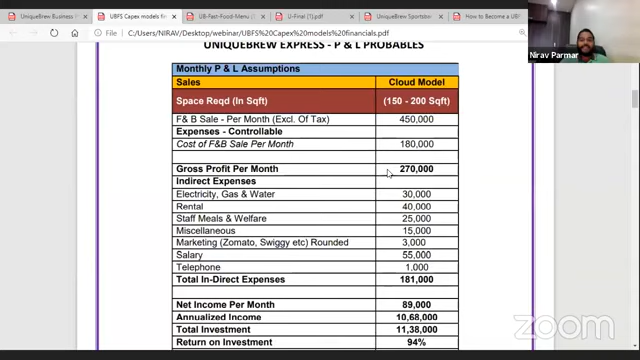 UniqueBrew Business P
UBFS Capex models fin
UB-Fast-Food-Menu (
U-Final (1).pdf
UniqueBrew Sportstow
How to Become a UBF
File
C:/Users/NIRAV/Desktop/webinar/UBFS%20Capex%20models%20financials.pdf
Nirav Parmar
UNIQUEBREW EXPRESS - P & L PROBABLES
Monthly P & L Assumptions
Sales Cloud Model
Space Reqd (In Sqft) (150 - 200 Sqft)
F& B Sale - Per Month (Excl. Of Tax) 450,000
Expenses - Controllable
Cost of F&B Sale Per Month 180,000
Gross Profit Per Month 270,000
Indirect Expenses
Electricity, Gas & Water 30,000
Rental 40,000
Staff Meals & Welfare 25,000
Miscellaneous 15,000
Marketing (Zomato, Swiggy etc) Rounded 3,000
Salary 55,000
Telephone 1,000
Total In-Direct Expenses 181,000
Net Income Per Month 89,000
Annualized Income 10,68,000
Total Investment 11,38,000
Return on Investment 94%
zoom